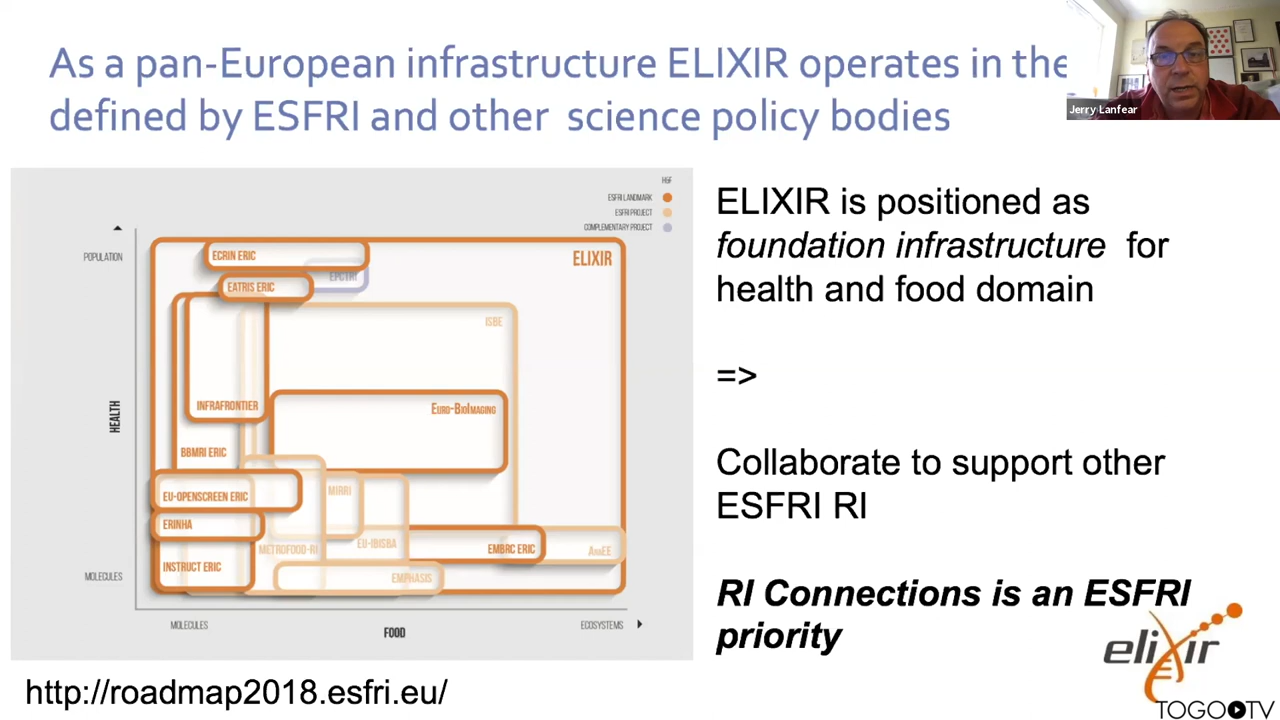 As a pan-European infrastructure ELIXIR operates in the
defined by ESFRI and other science policy bodies
Jerry Lanfear
H&F
ESFRI LANDMARK
ESFRI PROJECT
COMPLEMENTARY PROJECT
POPULATION
ECRIN ERIC
ELIXIR
EPCTRI
EATRIS ERIC
ISBE
INFRAFRONTIER
EURO-BIOIMAGING
HEALTH
BBMRI ERIC
EU-OPENSCREEN ERIC
MIRRI
ERINHA
METROFOOD-RI
EU-IBISBA
EMBRC ERIC
ANAEE
INSTRUCT ERIC
EMPHASIS
MOLECULES
MOLECULES
FOOD
ECOSYSTEMS
ELIXIR is positioned as
foundation infrastructure for
health and food domain
=>
Collaborate to support other
ESFRI RI
RI Connections is an ESFRI
priority
http://roadmap2018.esfri.eu/
elixir
TOGOTV